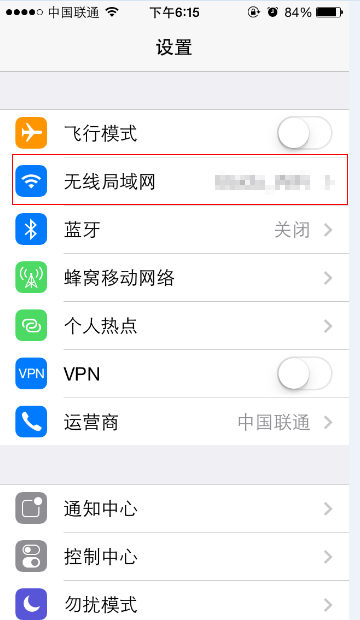 中国联通 下午6:15 84%
设置
飞行模式
无线局域网
蓝牙 关闭
蜂窝移动网络
个人热点
VPN VPN
运营商 中国联通
通知中心
控制中心
勿扰模式